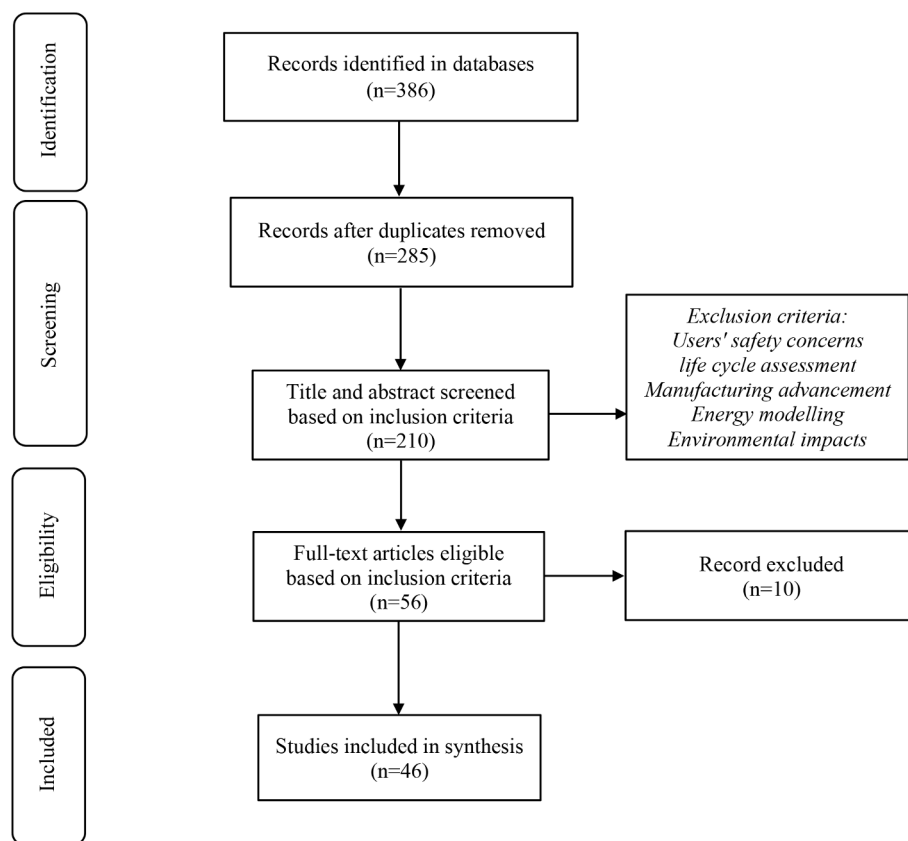 Identification
Records identified in databases
(n=386)
Screening
Records after duplicates removed
(n=285)
Title and abstract screened
based on inclusion criteria
(n=210)
Exclusion criteria:
Users' safety concerns
life cycle assessment
Manufacturing advancement
Energy modelling
Environmental impacts
Eligibility
Full-text articles eligible
based on inclusion criteria
(n=56)
Record excluded
(n=10)
Included
Studies included in synthesis
(n=46)